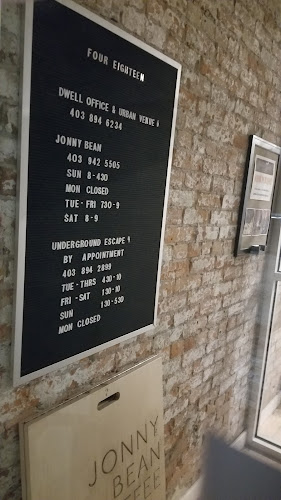 FOUR EIGHTEEN
DWELL OFFICE & URBAN VENUE
403 894 6234
JONNY BEAN
403 942 5505
SUN 8-430
MON CLOSED
TUE-FRI 730-9
SAT 8-9
UNDERGROUND ESCAPE
BY APPOINTMENT
403 894 2899
TUE-THRS 430-10
FRI-SAT 130-10
SUN 130-530
MON CLOSED
JONNY
BEAN